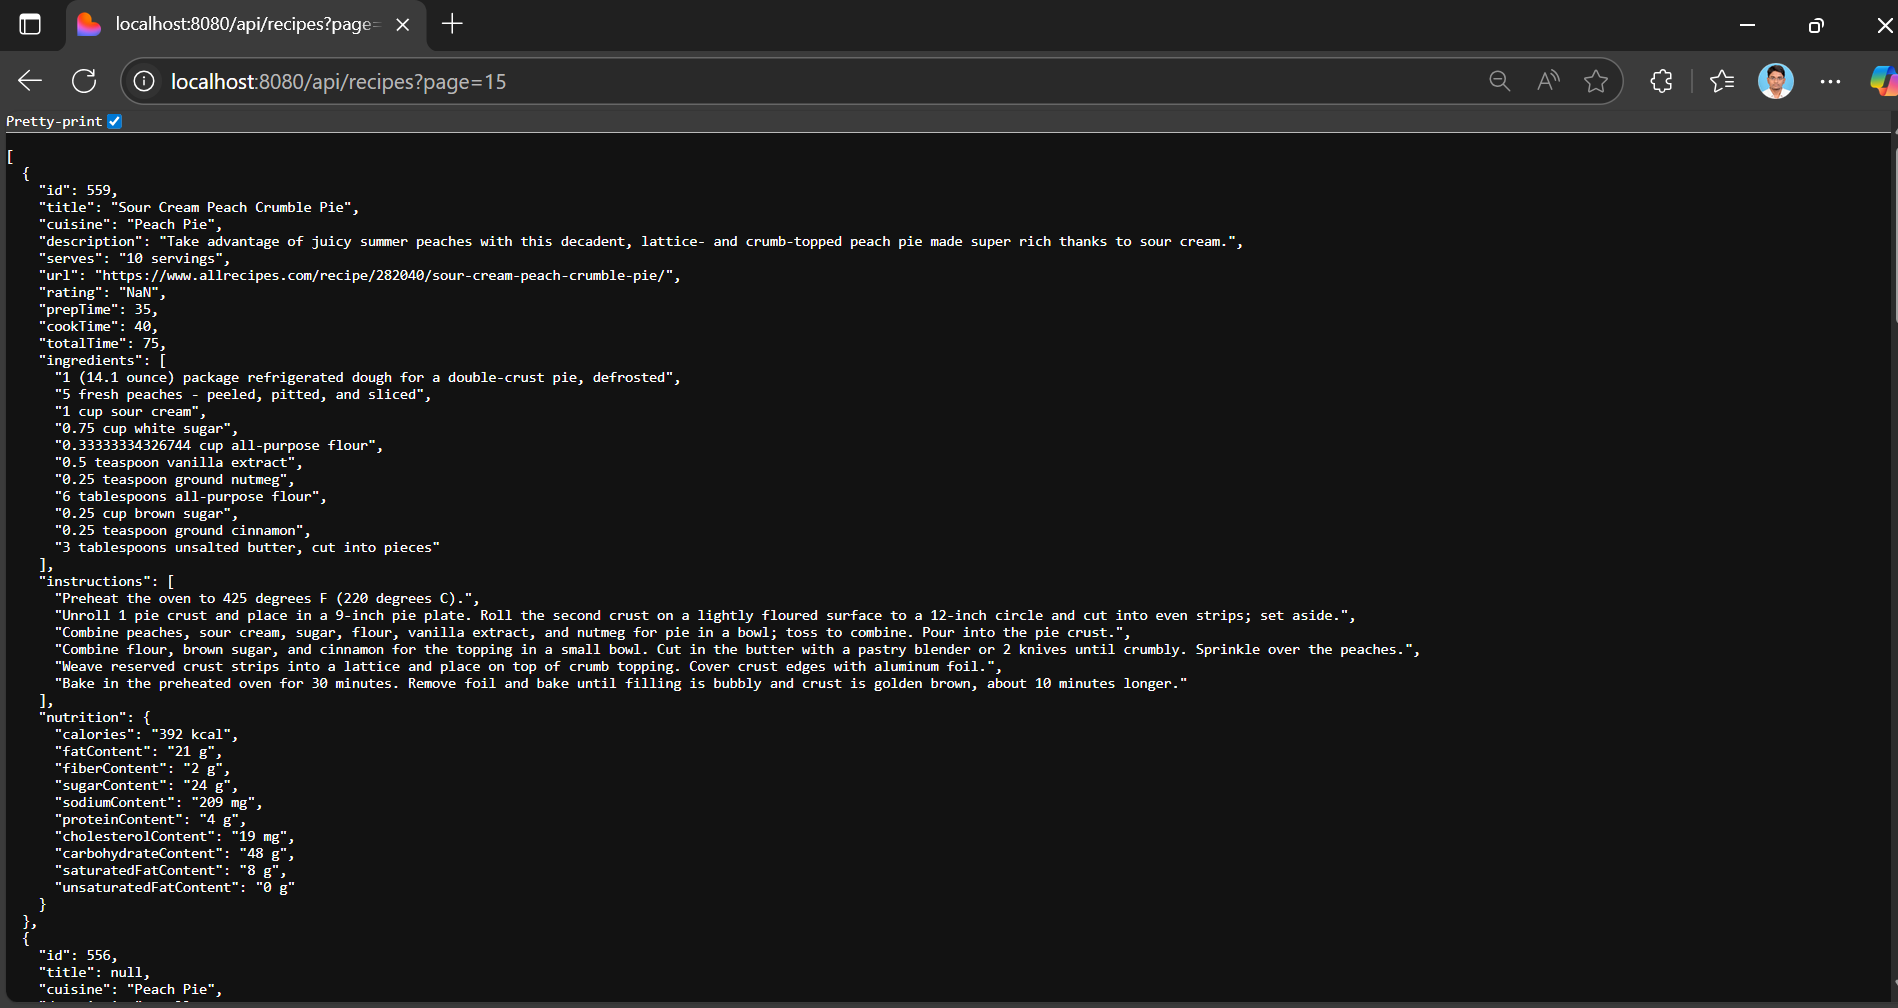 localhost:8080/api/recipes?page=
localhost:8080/api/recipes?page=15
Pretty-print
[
  {
    "id": 559,
    "title": "Sour Cream Peach Crumble Pie",
    "cuisine": "Peach Pie",
    "description": "Take advantage of juicy summer peaches with this decadent, lattice- and crumb-topped peach pie made super rich thanks to sour cream.",
    "serves": "10 servings",
    "url": "https://www.allrecipes.com/recipe/282040/sour-cream-peach-crumble-pie/",
    "rating": "NaN",
    "prepTime": 35,
    "cookTime": 40,
    "totalTime": 75,
    "ingredients": [
      "1 (14.1 ounce) package refrigerated dough for a double-crust pie, defrosted",
      "5 fresh peaches - peeled, pitted, and sliced",
      "1 cup sour cream",
      "0.75 cup white sugar",
      "0.33333334326744 cup all-purpose flour",
      "0.5 teaspoon vanilla extract",
      "0.25 teaspoon ground nutmeg",
      "6 tablespoons all-purpose flour",
      "0.25 cup brown sugar",
      "0.25 teaspoon ground cinnamon",
      "3 tablespoons unsalted butter, cut into pieces"
    ],
    "instructions": [
      "Preheat the oven to 425 degrees F (220 degrees C).",
      "Unroll 1 pie crust and place in a 9-inch pie plate. Roll the second crust on a lightly floured surface to a 12-inch circle and cut into even strips; set aside.",
      "Combine peaches, sour cream, sugar, flour, vanilla extract, and nutmeg for pie in a bowl; toss to combine. Pour into the pie crust.",
      "Combine flour, brown sugar, and cinnamon for the topping in a small bowl. Cut in the butter with a pastry blender or 2 knives until crumbly. Sprinkle over the peaches.",
      "Weave reserved crust strips into a lattice and place on top of crumb topping. Cover crust edges with aluminum foil.",
      "Bake in the preheated oven for 30 minutes. Remove foil and bake until filling is bubbly and crust is golden brown, about 10 minutes longer."
    ],
    "nutrition": {
      "calories": "392 kcal",
      "fatContent": "21 g",
      "fiberContent": "2 g",
      "sugarContent": "24 g",
      "sodiumContent": "209 mg",
      "proteinContent": "4 g",
      "cholesterolContent": "19 mg",
      "carbohydrateContent": "48 g",
      "saturatedFatContent": "8 g",
      "unsaturatedFatContent": "0 g"
    }
  },
  {
    "id": 556,
    "title": null,
    "cuisine": "Peach Pie",